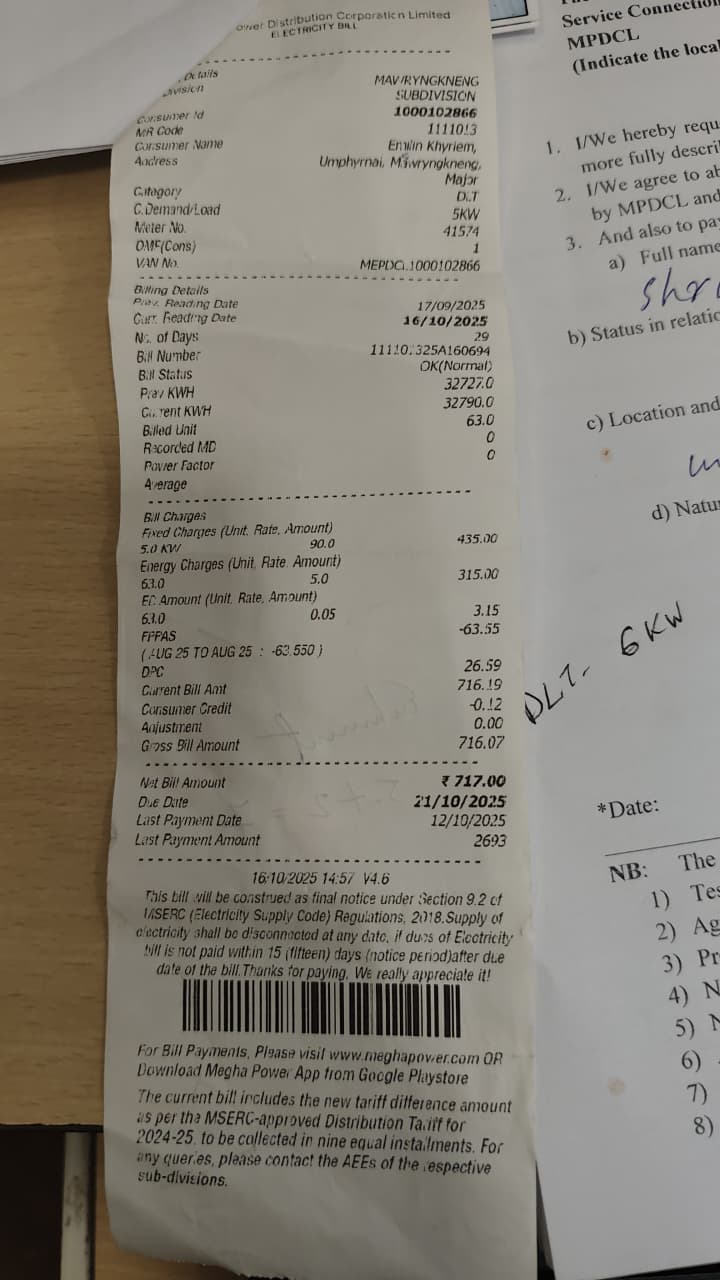 ower Distribution Corporation Limited
ELECTRICITY BILL
Details
MAWRYNGKNENG
SUBDIVISION
Consumer Id 1000102866
MR Code 1111013
Consumer Name Emilin Khyriem,
Address Umphyrnai, Mawryngkneng,
Major
Category DLT
C.Demand/Load 5KW
Meter No. 41574
OMF(Cons) 1
VAN No. MEPDCL1000102866
Billing Details
Prev. Reading Date 17/09/2025
Curr. Reading Date 16/10/2025
No. of Days 29
Bill Number
Bill Status OK(Normal)
Prev KWH 32727.0
Current KWH 32790.0
Billed Unit 63.0
Recorded MD 0
Power Factor 0
Average
Bill Charges
Fixed Charges (Unit, Rate, Amount)
5.0 KW 90.0 435.00
Energy Charges (Unit, Rate, Amount)
63.0 5.0 315.00
ED Amount (Unit, Rate, Amount)
63.0 0.05 3.15
FPPAS -63.55
(AUG 25 TO AUG 25 : -63.550 )
DPC 26.59
Current Bill Amt 716.19
Consumer Credit -0.12
Adjustment 0.00
Gross Bill Amount 716.07
Net Bill Amount ₹ 717.00
Due Date 21/10/2025
Last Payment Date 12/10/2025
Last Payment Amount 2693
16/10/2025 14:57 V4.6
This bill will be construed as final notice under Section 9.2 of
MSERC (Electricity Supply Code) Regulations, 2018.Supply of
electricity shall be disconnected at any date, if dues of Electricity
bill is not paid within 15 (fifteen) days (notice period)after due
date of the bill.Thanks for paying, We really appreciate it!
For Bill Payments, Please visit www.meghapower.com OR
Download Megha Power App from Google Playstore
The current bill includes the new tariff difference amount
as per the MSERC-approved Distribution Tariff for
2024-25, to be collected in nine equal installments. For
any queries, please contact the AEEs of the respective
sub-divisions.
Service Connection
MPDCL
(Indicate the loca
1. I/We hereby requ
more fully descri
2. I/We agree to ab
by MPDCL and
3. And also to pay
a) Full name
b) Status in relatio
c) Location and
d) Natu
DLT- 6KW
*Date:
NB: The
1) Tes
2) Ag
3) Pr
4) N
5)
6)
7)
8)